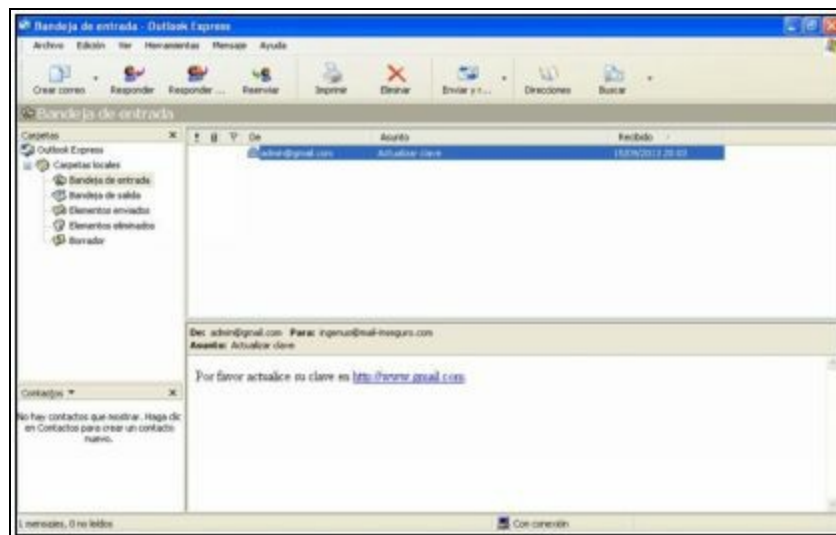 Bandeja de entrada - Outlook Express
Archivo Edición Ver Herramientas Mensaje Ayuda
Crear correo Responder Responder ... Reenviar Imprimir Eliminar Enviar y r... Direcciones Buscar
Bandeja de entrada
Carpetas
Outlook Express
Carpetas locales
Bandeja de entrada
Bandeja de salida
Elementos enviados
Elementos eliminados
Borrador
De Asunto Recibido
admin@gmail.com Actualizar clave
De: admin@gmail.com Para: ingenuo@mail-inseguro.com
Asunto: Actualizar clave
Por favor actualice su clave en http://www.gmail.com
Contactos
No hay contactos que mostrar. Haga clic
en Contactos para crear un contacto
nuevo.
1 mensajes, 0 no leídos
Con conexión